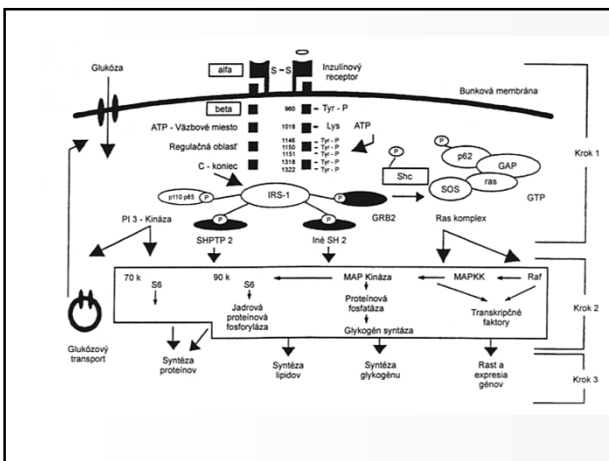 Glukóza
alfa
S – S
Inzulínový
receptor
Bunková membrána
beta
960
Tyr - P
ATP - Väzbové miesto
1018
Lys
ATP
Regulačná oblasť
1146
Tyr - P
1150
Tyr - P
1151
Tyr - P
C - koniec
1318
Tyr - P
1322
Tyr - P
P
Shc
P
p62
GAP
SOS
ras
GTP
Krok 1
p110 p85
P
IRS-1
P
GRB2
PI 3 - Kináza
P
P
SHPTP 2
Iné SH 2
Ras komplex
70 k
90 k
MAP Kináza
MAPKK
Raf
S6
S6
Jadrová
proteínová
fosforyláza
Proteínová
fosfatáza
Glykogén syntáza
Transkripčné
faktory
Krok 2
Glukózový
transport
Syntéza
proteínov
Syntéza
lipidov
Syntéza
glykogénu
Rast a
expresia
génov
Krok 3